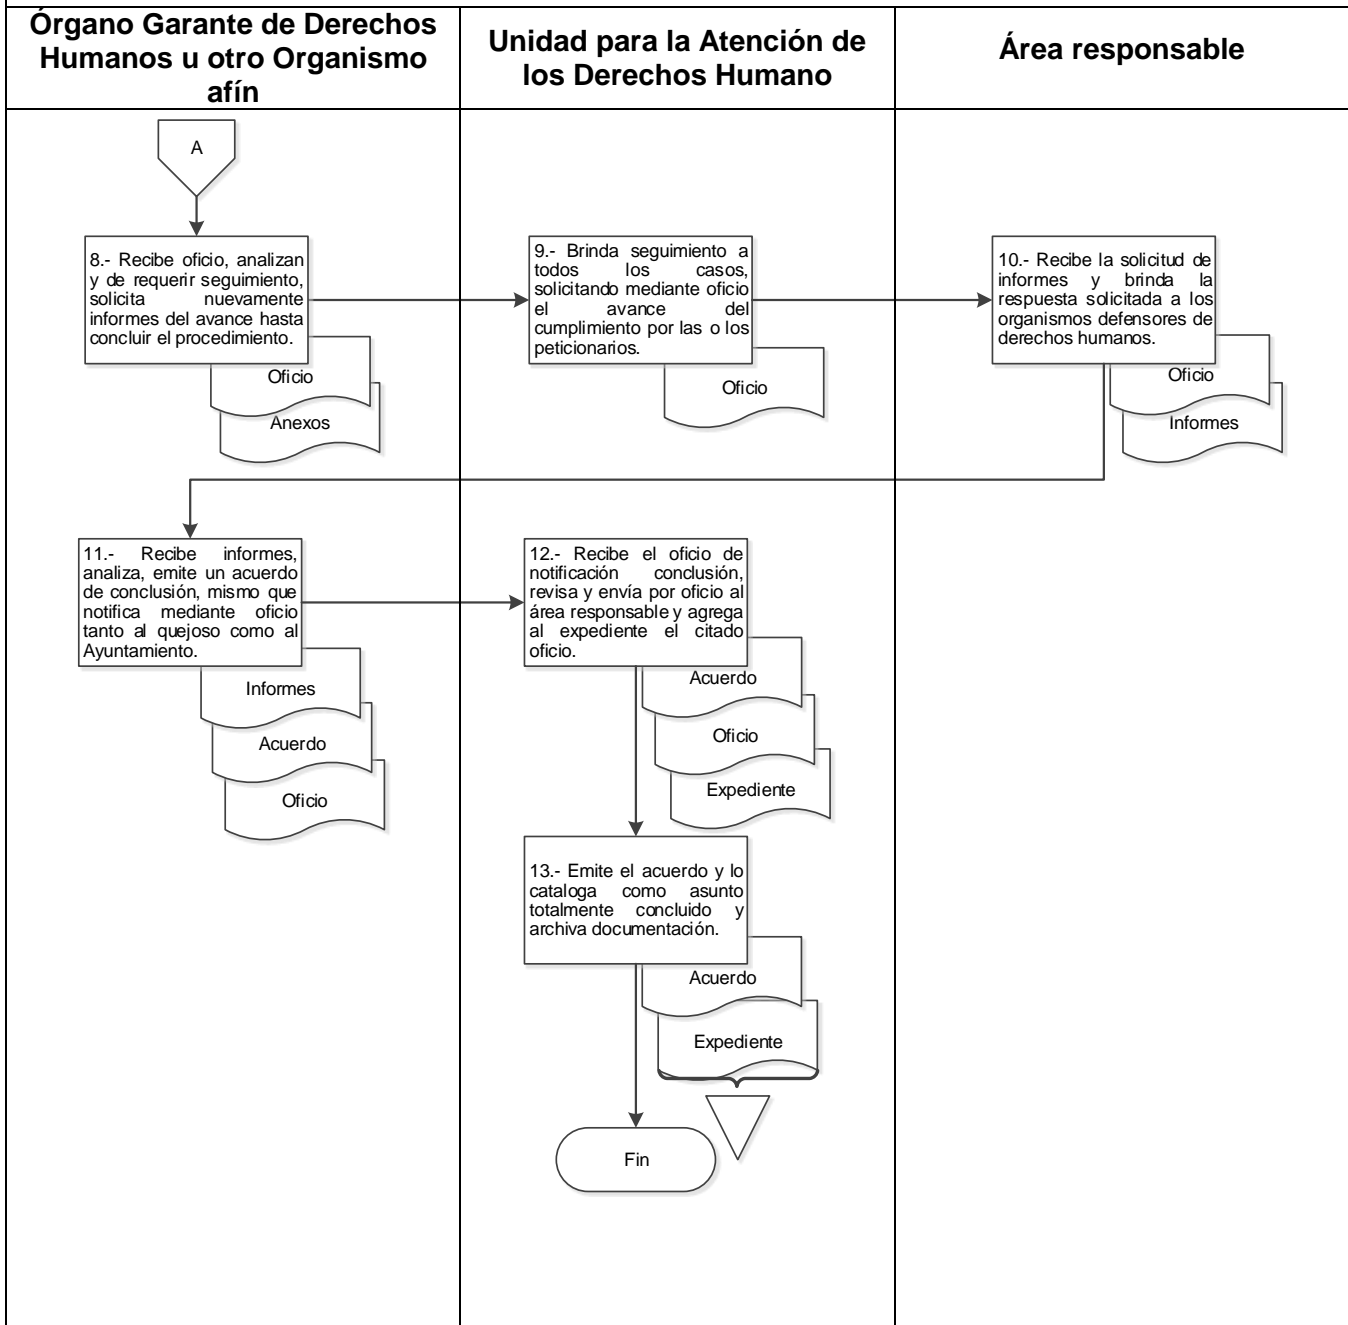 Órgano Garante de Derechos
Humanos u otro Organismo
afín
Unidad para la Atención de
los Derechos Humano
Área responsable
A
8.- Recibe oficio, analizan
y de requerir seguimiento,
solicita nuevamente
informes del avance hasta
concluir el procedimiento.
Oficio
Anexos
9.- Brinda seguimiento a
todos los casos,
solicitando mediante oficio
el avance del
cumplimiento por las o los
peticionarios.
Oficio
10.- Recibe la solicitud de
informes y brinda la
respuesta solicitada a los
organismos defensores de
derechos humanos.
Oficio
Informes
11.- Recibe informes,
analiza, emite un acuerdo
de conclusión, mismo que
notifica mediante oficio
tanto al quejoso como al
Ayuntamiento.
Informes
Acuerdo
Oficio
12.- Recibe el oficio de
notificación conclusión,
revisa y envía por oficio al
área responsable y agrega
al expediente el citado
oficio.
Acuerdo
Oficio
Expediente
13.- Emite el acuerdo y lo
cataloga como asunto
totalmente concluido y
archiva documentación.
Acuerdo
Expediente
Fin